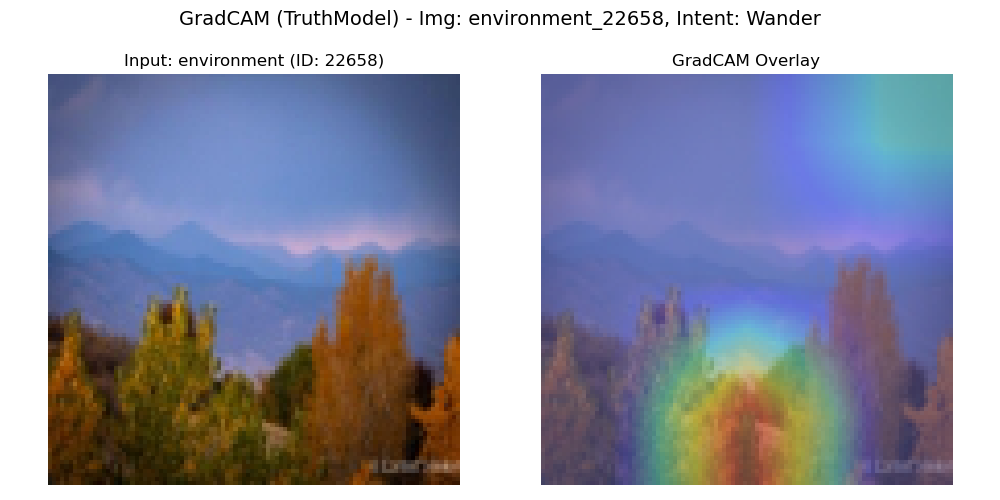 GradCAM (TruthModel) - Img: environment_22658, Intent: Wander
Input: environment (ID: 22658)
GradCAM Overlay